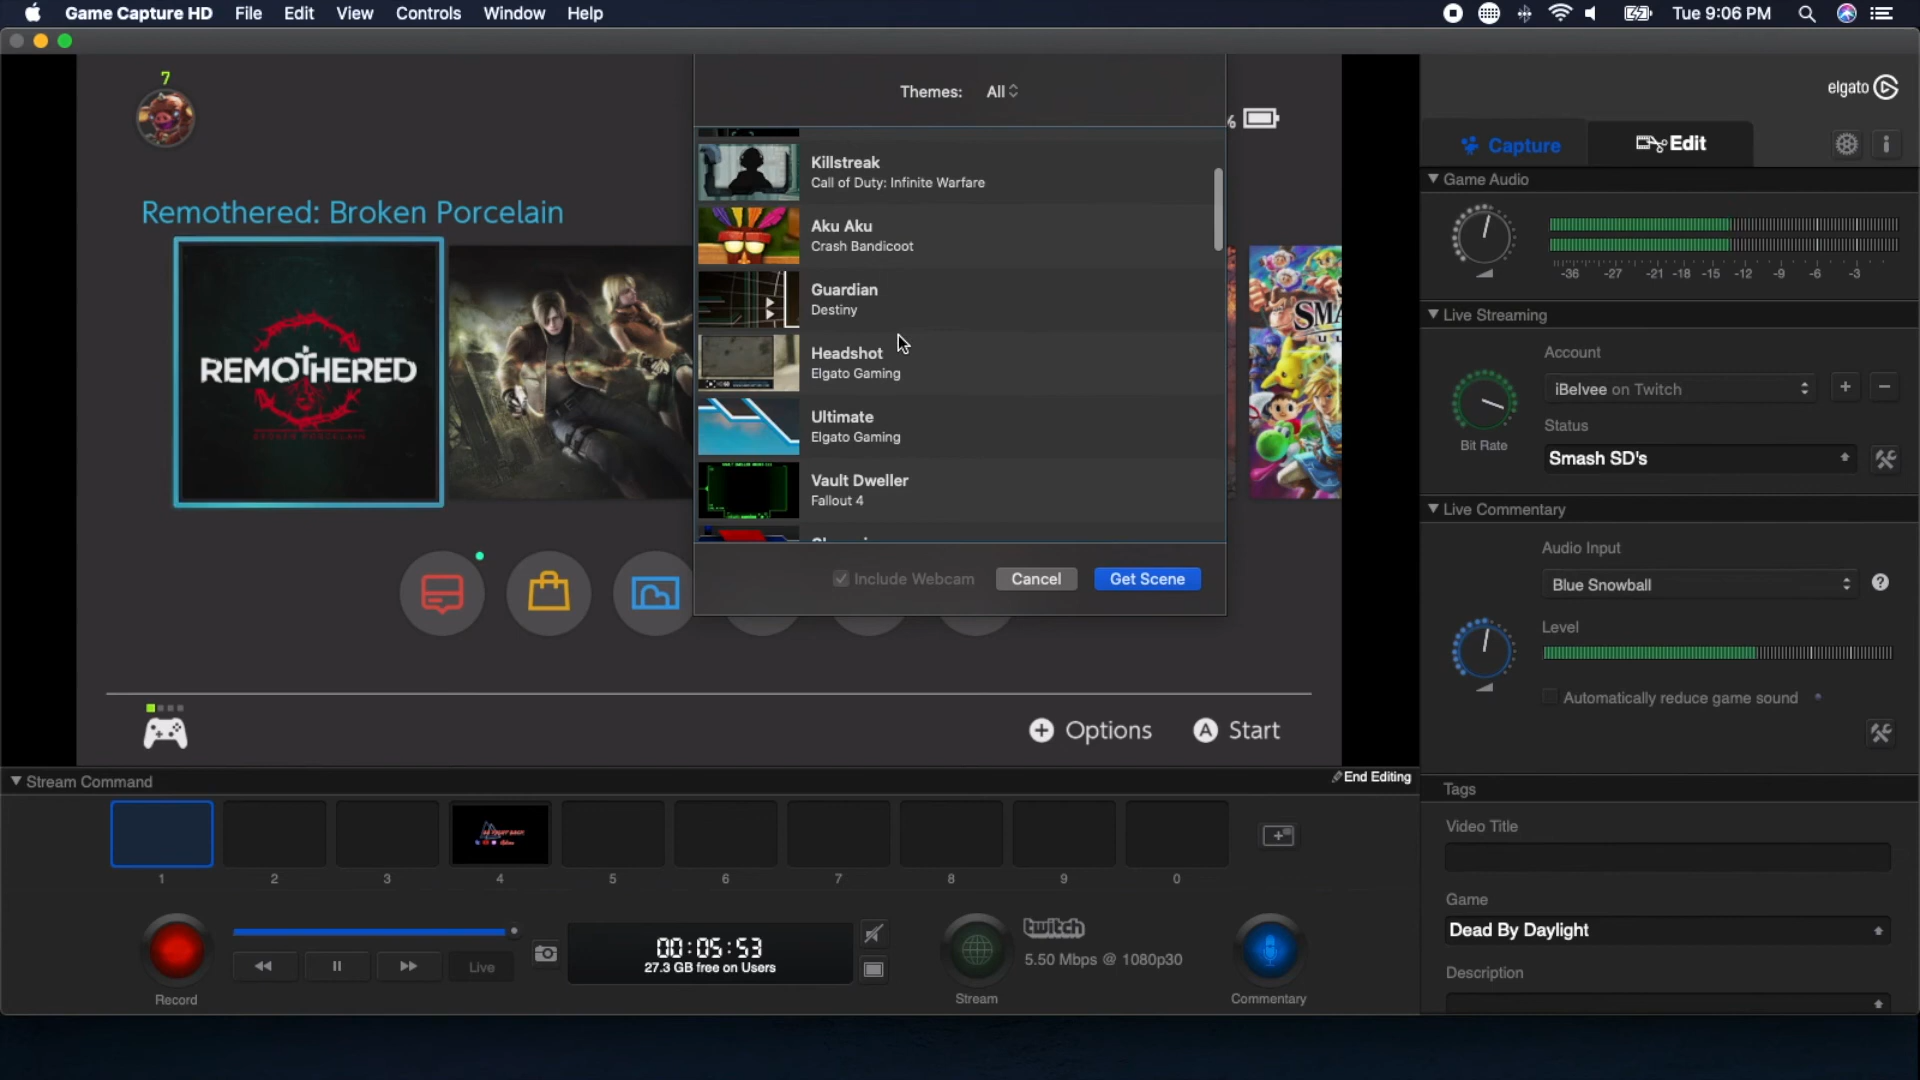 Game Capture HD File Edit View Controls Window Help Tue 9:06 PM
Themes: All
7
%
elgato
Capture Edit
Killstreak
Call of Duty: Infinite Warfare
Aku Aku
Crash Bandicoot
Guardian
Destiny
Headshot
Elgato Gaming
Ultimate
Elgato Gaming
Vault Dweller
Fallout 4
Include Webcam Cancel Get Scene
Remothered: Broken Porcelain
REMOTHERED
BROKEN PORCELAIN
SMA
Options Start
Game Audio
-36 -27 -21 -18 -15 -12 -9 -6 -3
Live Streaming
Account
iBelvee on Twitch
Bit Rate
Status
Smash SD's
Live Commentary
Audio Input
Blue Snowball
Level
Automatically reduce game sound
Stream Command End Editing
1 2 3 4 5 6 7 8 9 0
Record
Live
00:05:53
27.3 GB free on Users
Stream
twitch
5.50 Mbps @ 1080p30
Commentary
Tags
Video Title
Game
Dead By Daylight
Description